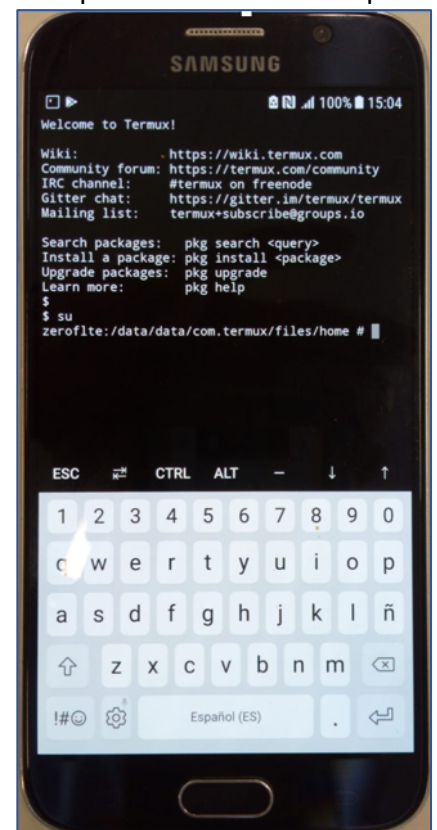 SAMSUNG
100% 15:04
Welcome to Termux!
Wiki: https://wiki.termux.com
Community forum: https://termux.com/community
IRC channel: #termux on freenode
Gitter chat: https://gitter.im/termux/termux
Mailing list: termux+subscribe@groups.io
Search packages: pkg search <query>
Install a package: pkg install <package>
Upgrade packages: pkg upgrade
Learn more: pkg help
$
$ su
zeroflte:/data/data/com.termux/files/home #
ESC CTRL ALT – ↓ ↑
1 2 3 4 5 6 7 8 9 0
q w e r t y u i o p
a s d f g h j k l ñ
z x c v b n m
!#☺ Español (ES) .